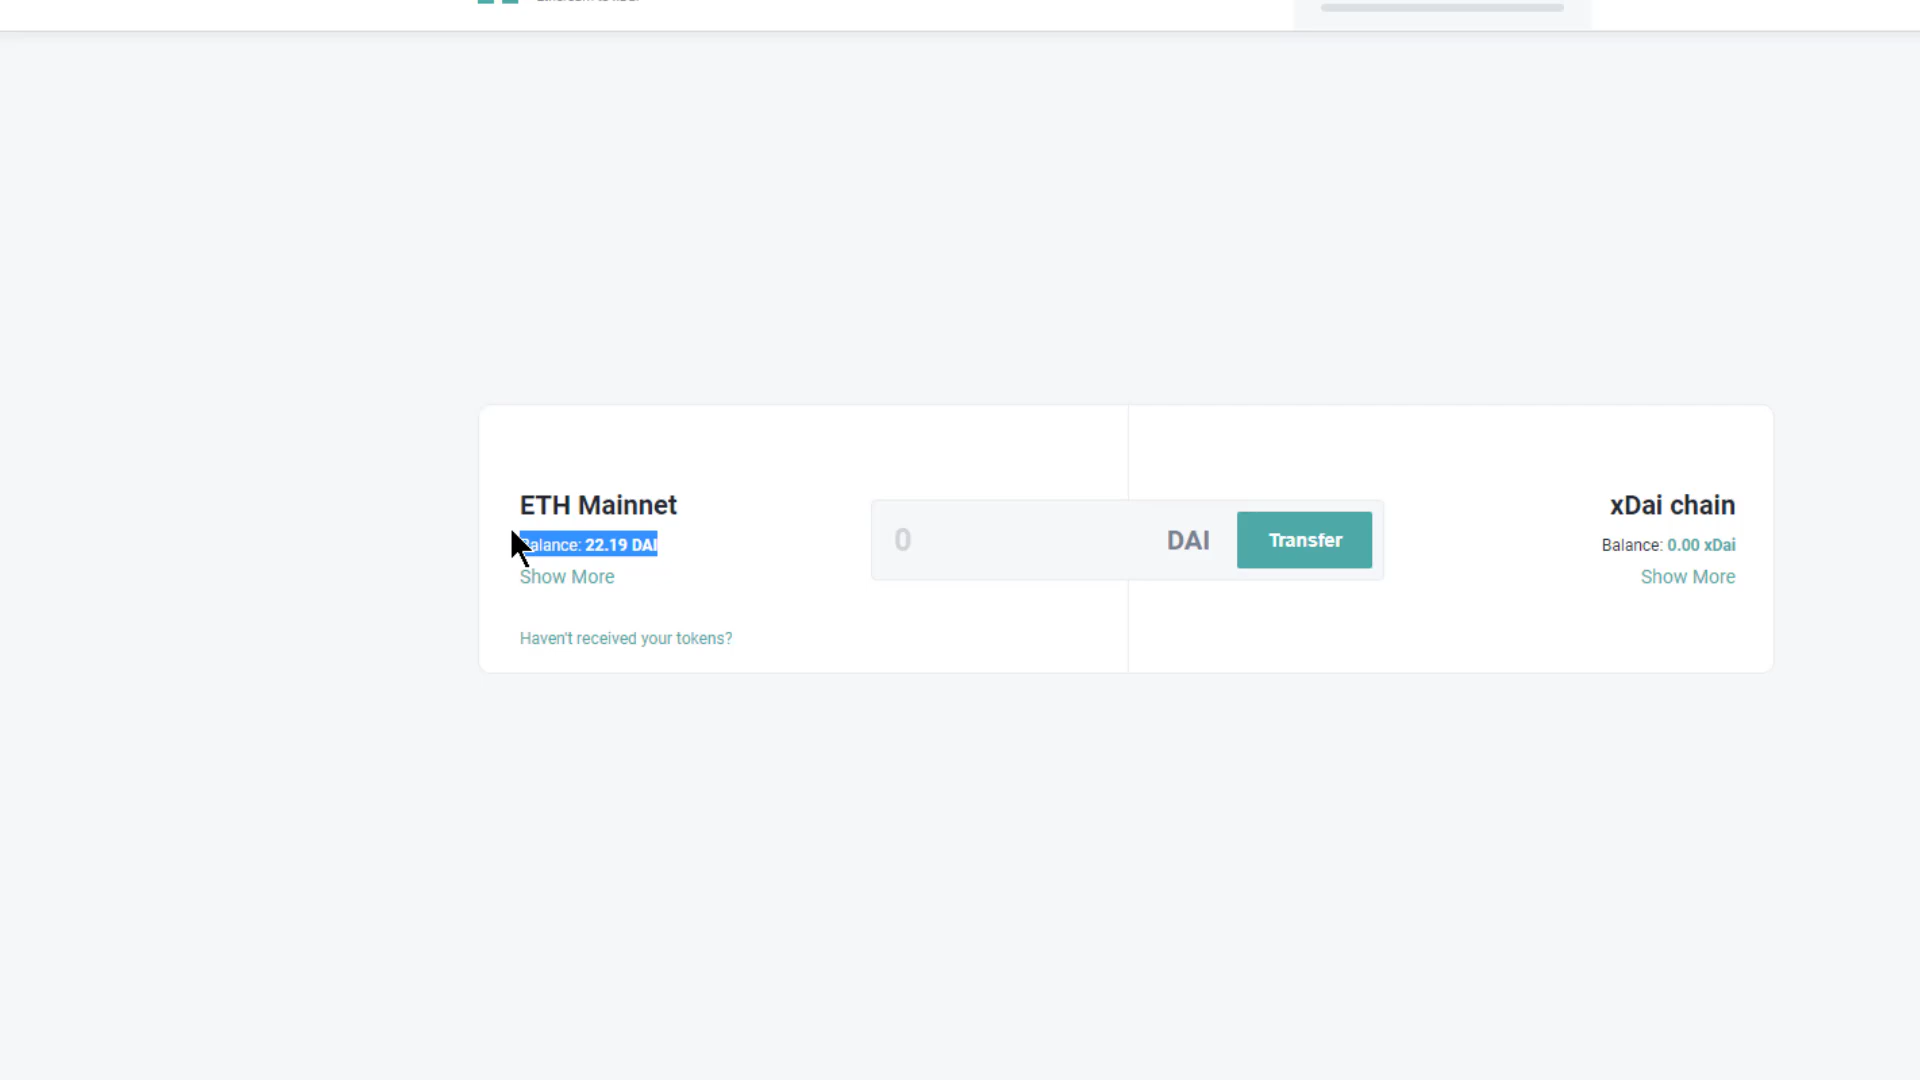 ETH Mainnet
Balance: 22.19 DAI
Show More
Haven't received your tokens?
0
DAI
Transfer
xDai chain
Balance: 0.00 xDai
Show More